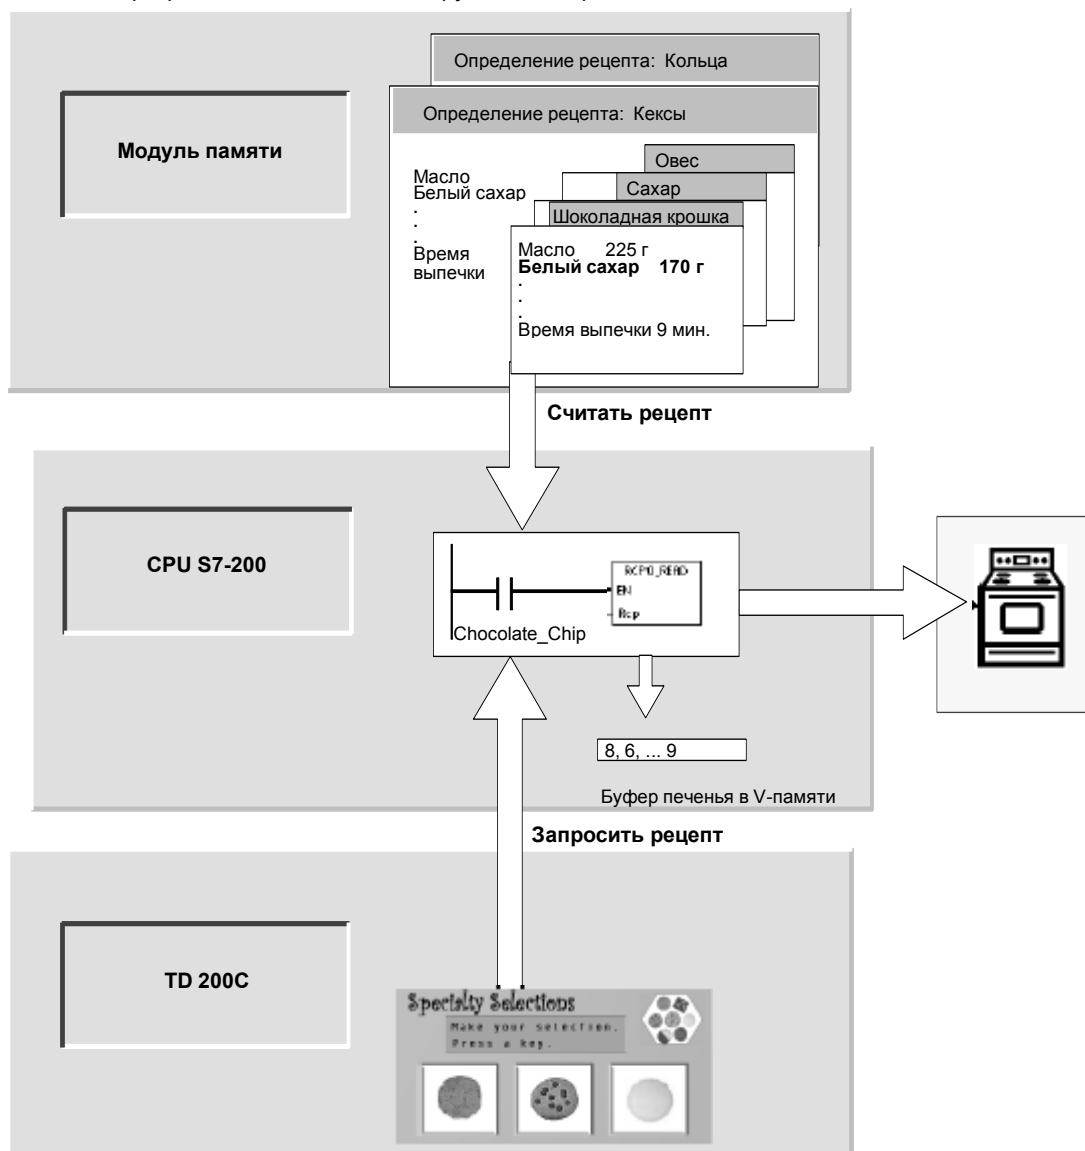 Определение рецепта: Кольца
Определение рецепта: Кексы
Модуль памяти
Овес
Масло
Белый сахар
.
.
.
Время
выпечки
Сахар
Шоколадная крошка
Масло 225 г
Белый сахар 170 г
.
.
.
Время выпечки 9 мин.
Считать рецепт
CPU S7-200
RCP0_READ
EN
Rcp
Chocolate_Chip
8, 6, ... 9
Буфер печенья в V-памяти
Запросить рецепт
TD 200C
Specialty Selections
Make your selection.
Press a key.